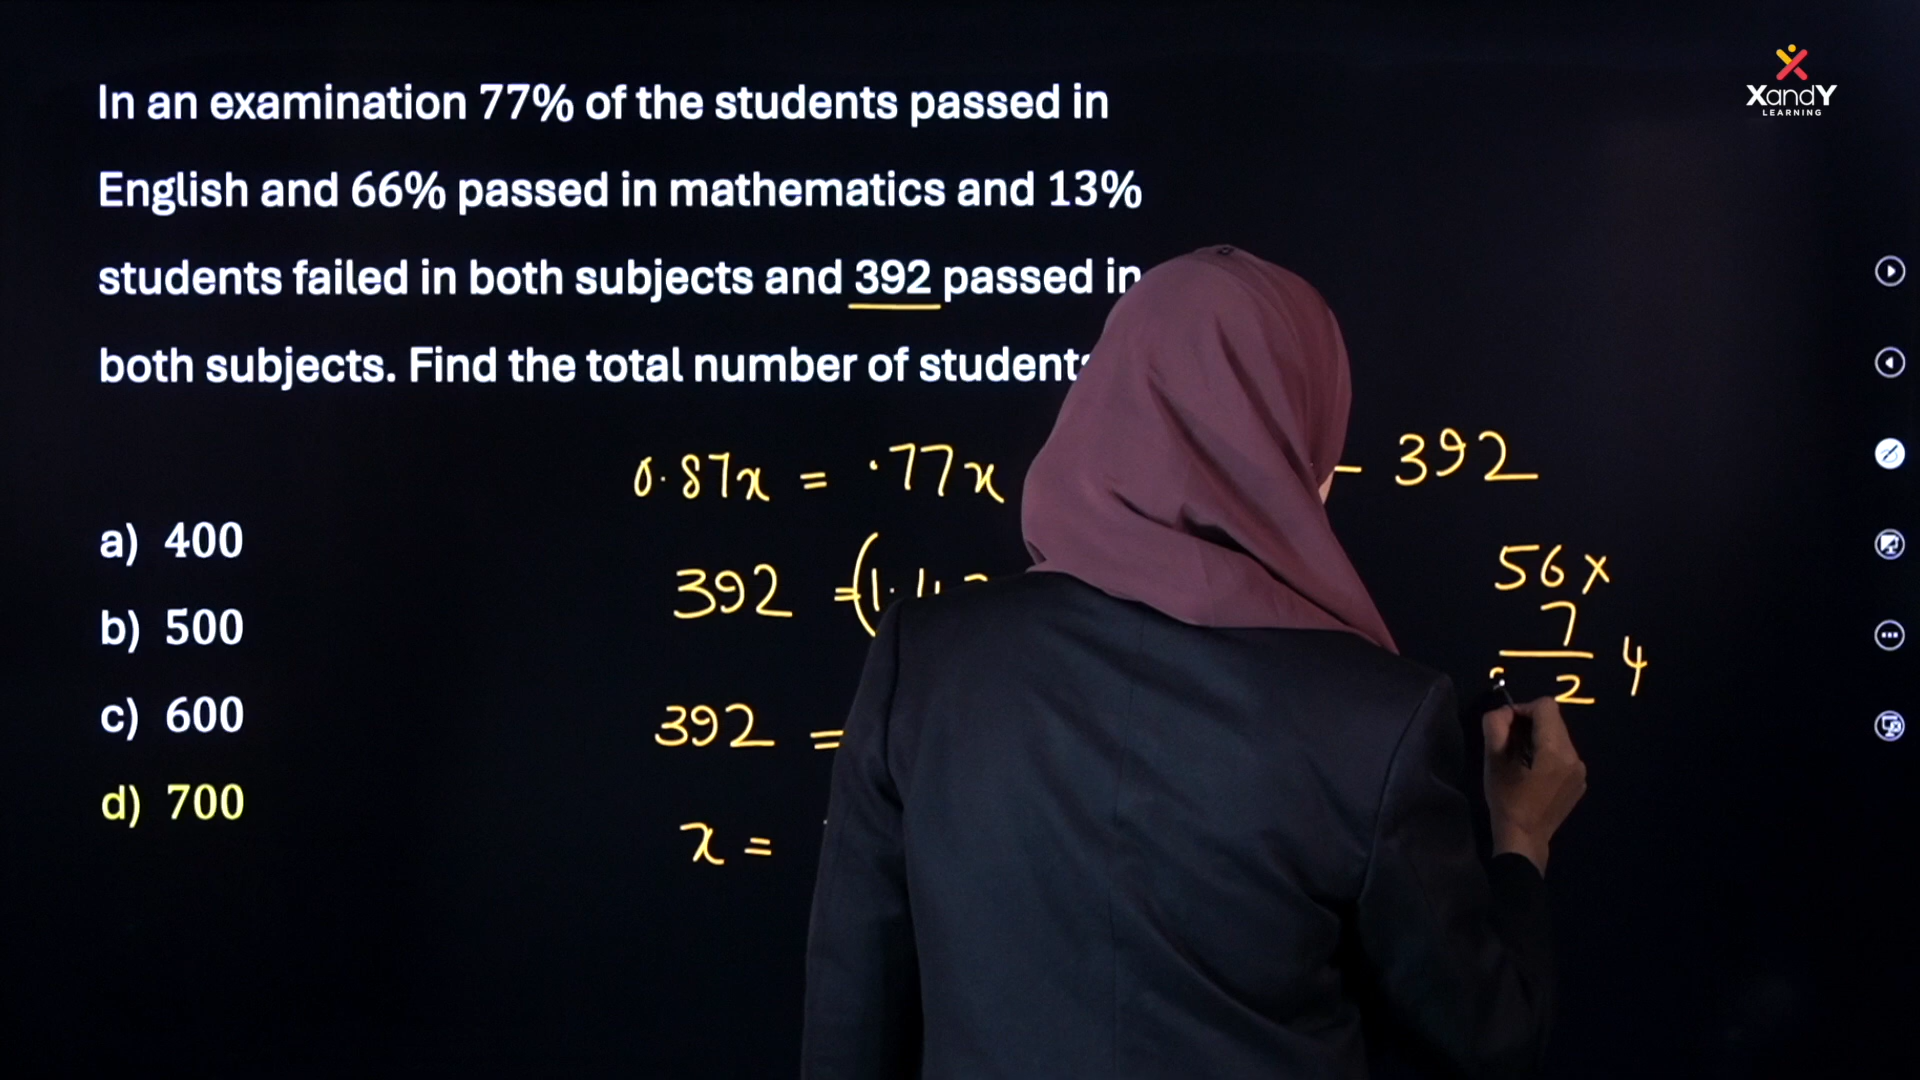 XandY
LEARNING
In an examination 77% of the students passed in
English and 66% passed in mathematics and 13%
students failed in both subjects and 392 passed in
both subjects. Find the total number of student
0.87x = .77x - 392
392 = (1.
392 =
x =
56 x
7
2 4
a) 400
b) 500
c) 600
d) 700